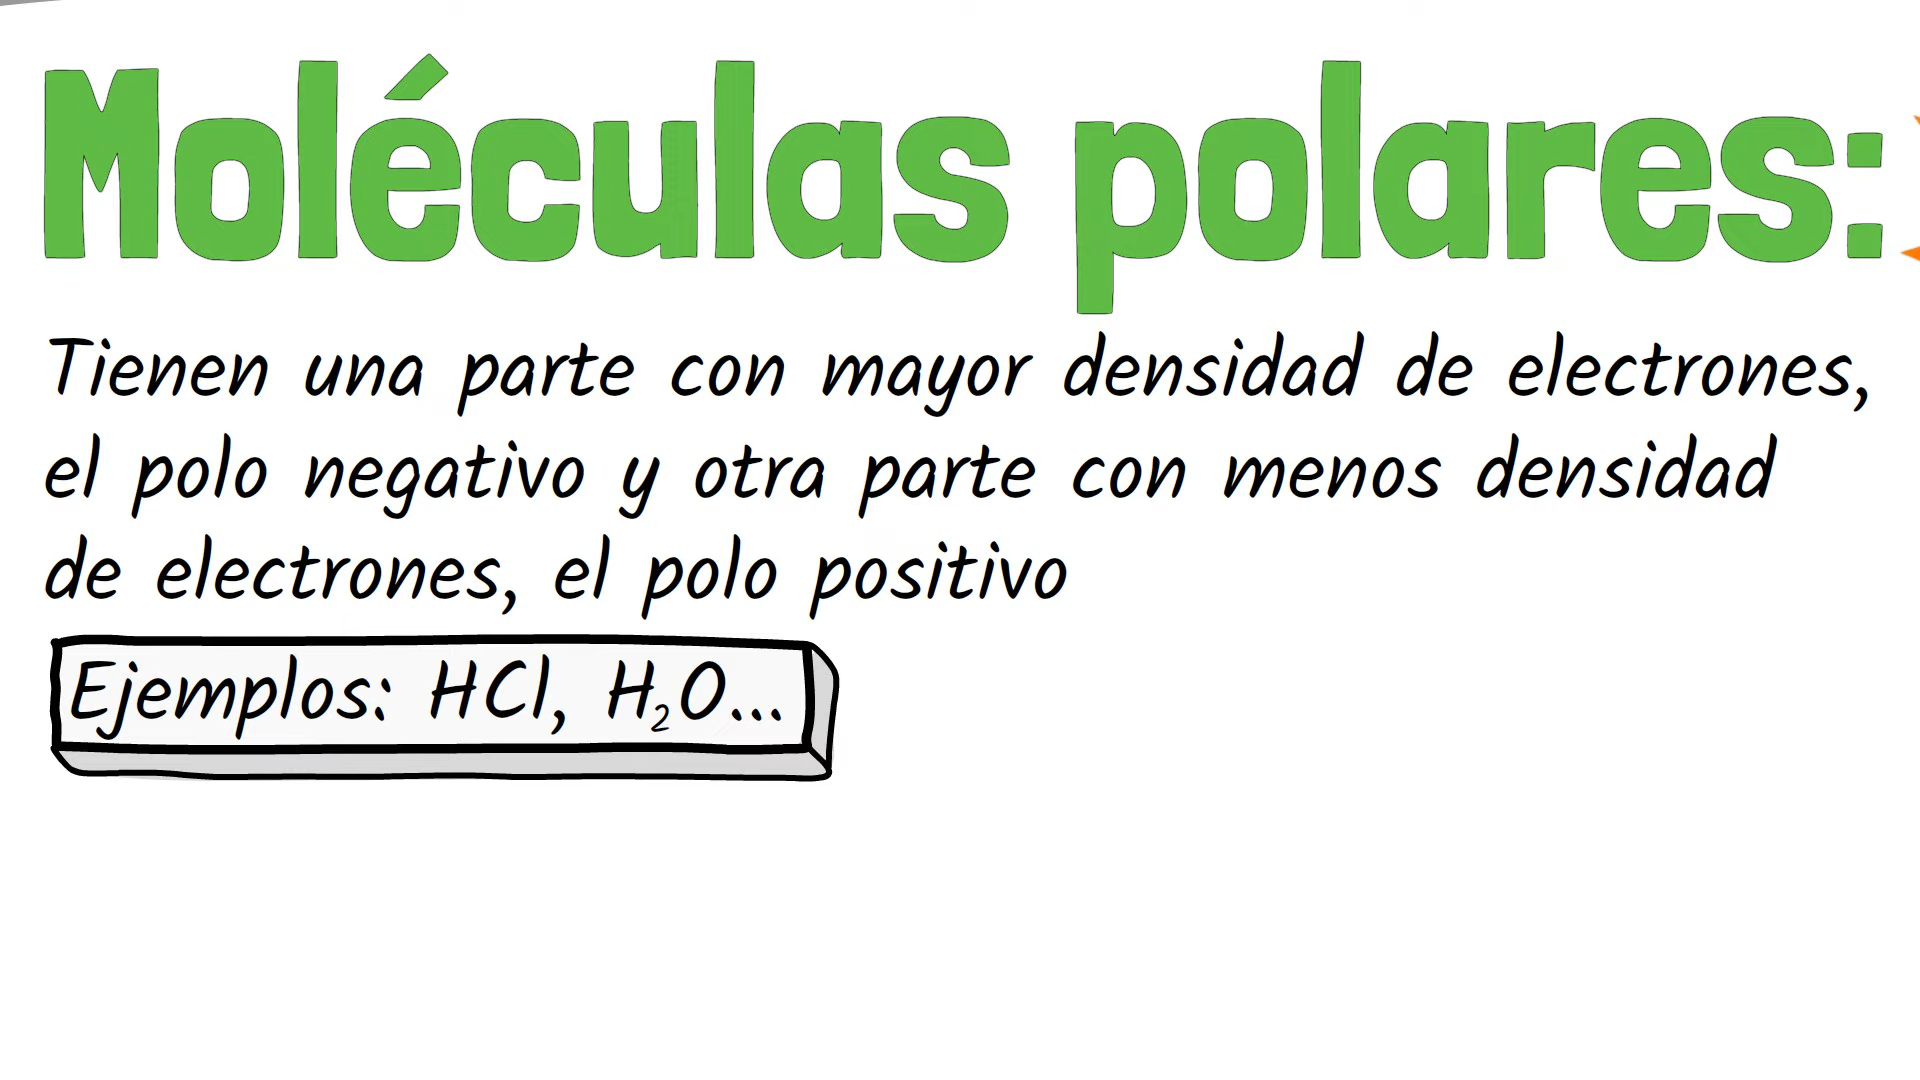 Moléculas polares:
Tienen una parte con mayor densidad de electrones,
el polo negativo y otra parte con menos densidad
de electrones, el polo positivo
Ejemplos: HCl, H₂O...